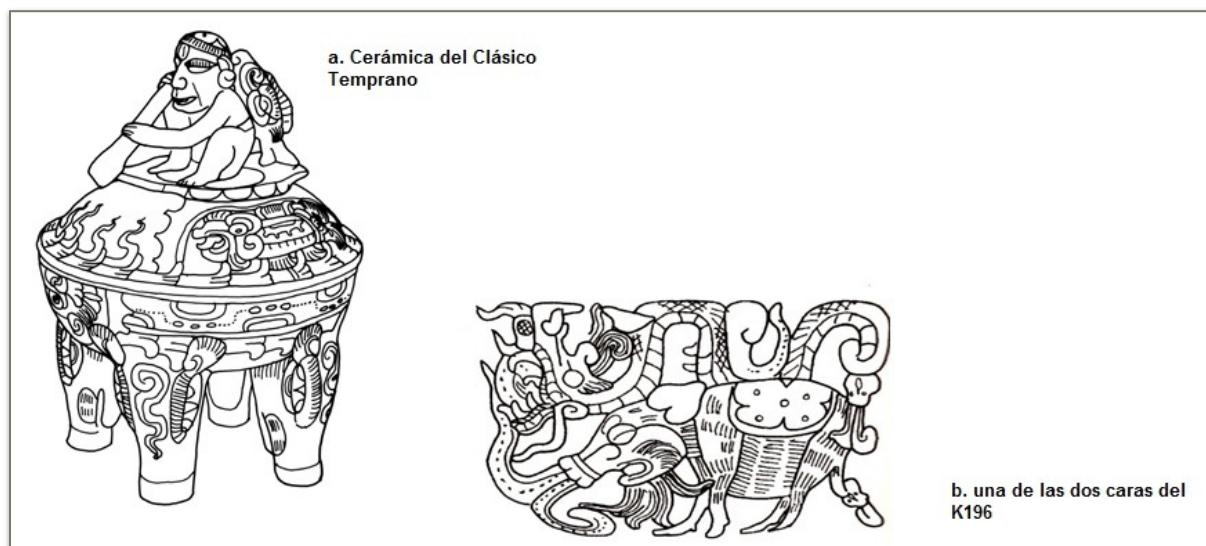 a. Cerámica del Clásico
Temprano
b. una de las dos caras del
K196